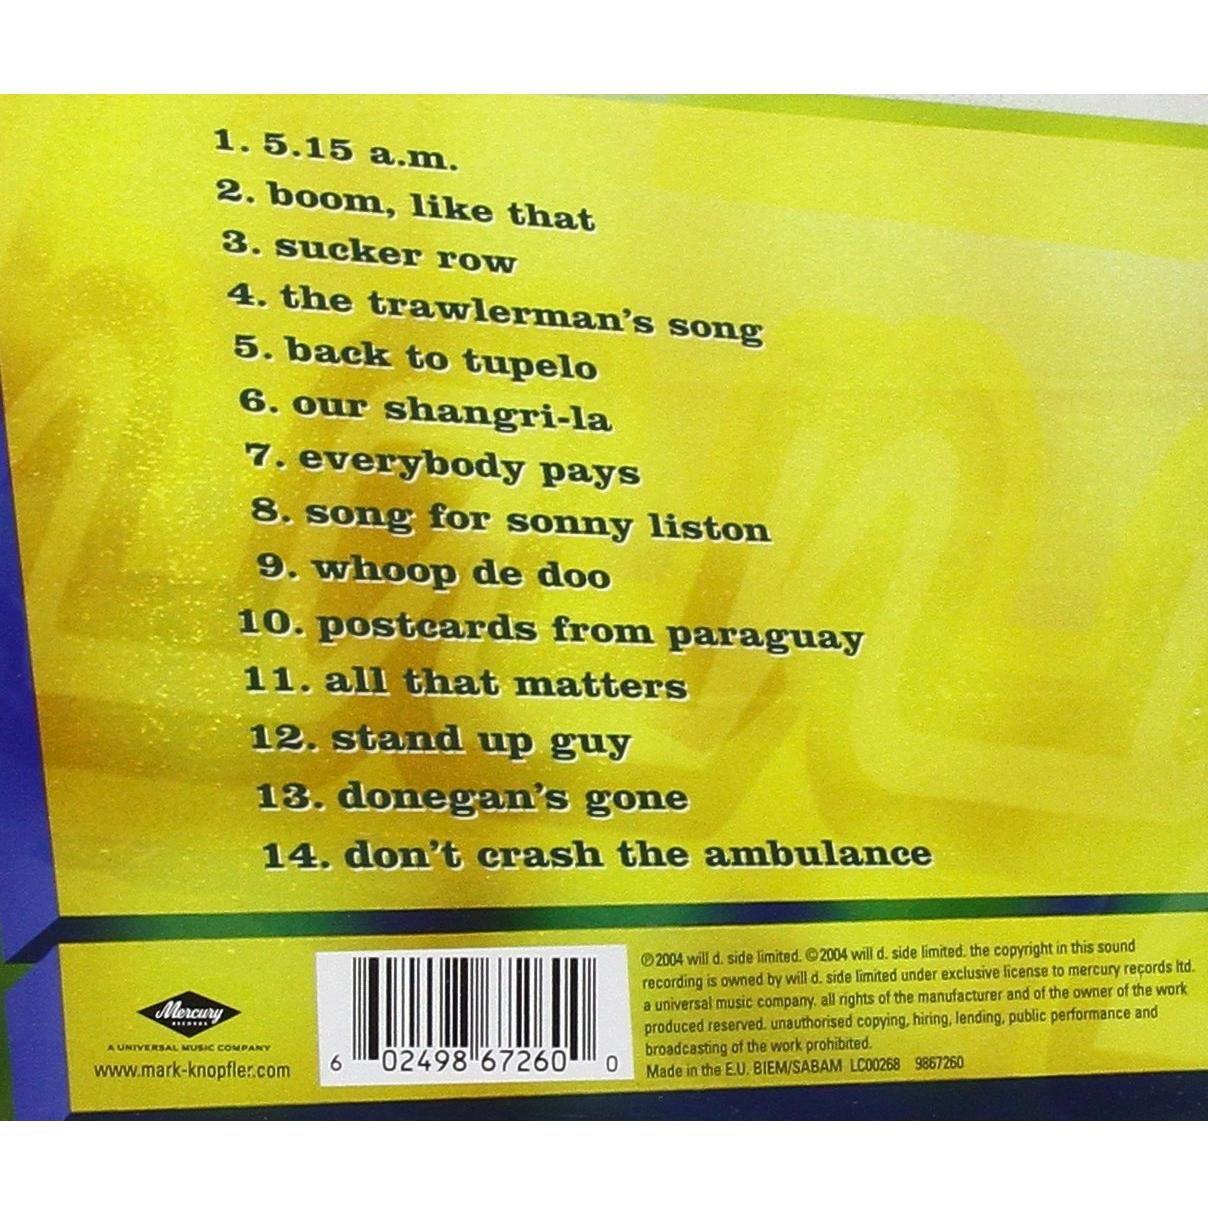 1. 5.15 a.m.
2. boom, like that
3. sucker row
4. the trawlerman's song
5. back to tupelo
6. our shangri-la
7. everybody pays
8. song for sonny liston
9. whoop de doo
10. postcards from paraguay
11. all that matters
12. stand up guy
13. donegan's gone
14. don't crash the ambulance
Mercury
RECORDS
A UNIVERSAL MUSIC COMPANY
www.mark-knopfler.com
6 02498 67260 0
℗2004 will d. side limited. ©2004 will d. side limited. the copyright in this sound
recording is owned by will d. side limited under exclusive license to mercury records ltd.
a universal music company. all rights of the manufacturer and of the owner of the work
produced reserved. unauthorised copying, hiring, lending, public performance and
broadcasting of the work prohibited.
Made in the E.U. BIEM/SABAM LC00268 9867260